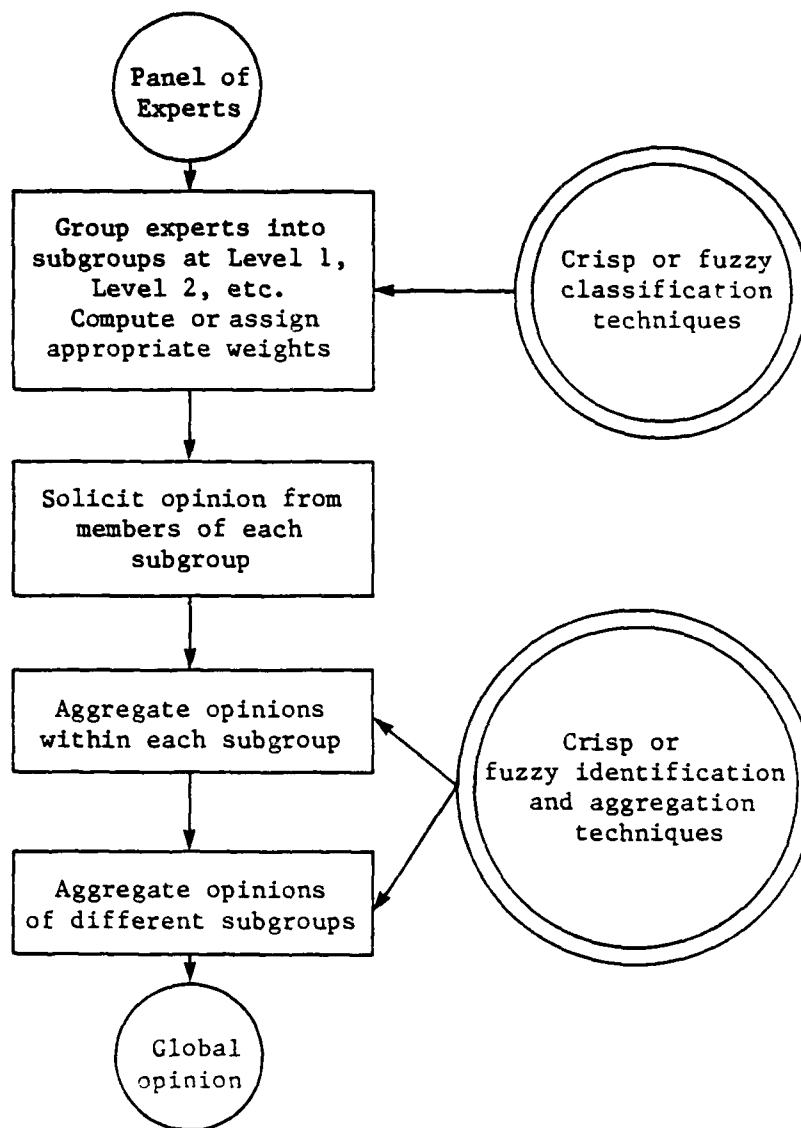 Panel of
Experts
Group experts into
subgroups at Level 1,
Level 2, etc.
Compute or assign
appropriate weights
Crisp or fuzzy
classification
techniques
Solicit opinion from
members of each
subgroup
Aggregate opinions
within each subgroup
Crisp or
fuzzy identification
and aggregation
techniques
Aggregate opinions
of different subgroups
Global
opinion